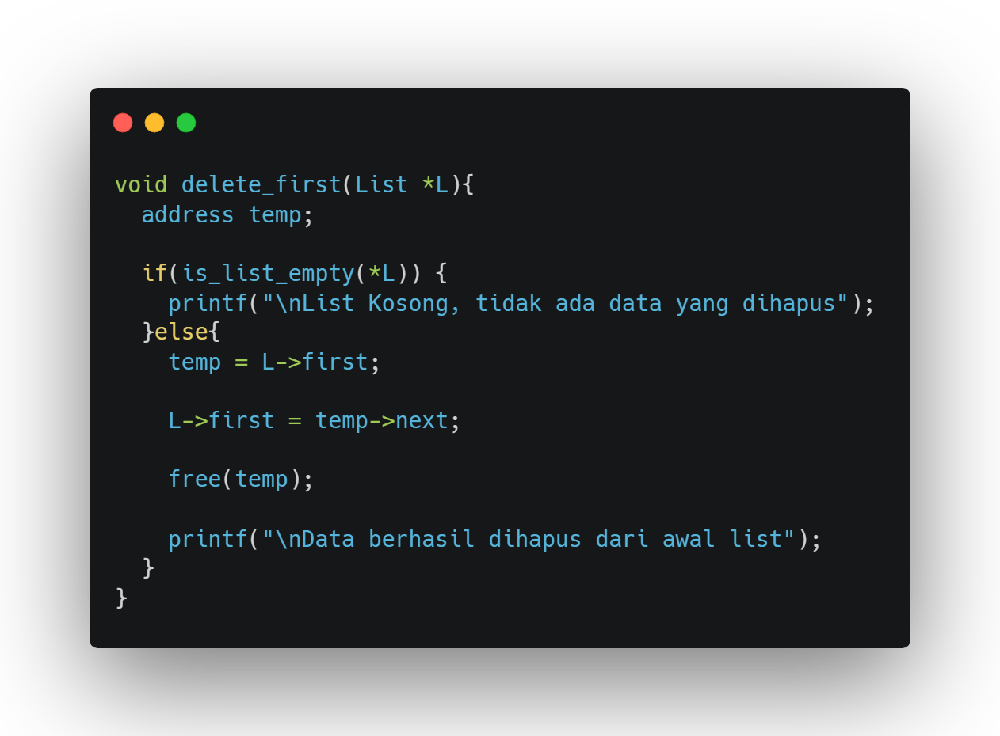 void delete_first(List *L){
  address temp;

  if(is_list_empty(*L)) {
    printf("\nList Kosong, tidak ada data yang dihapus");
  }else{
    temp = L->first;

    L->first = temp->next;

    free(temp);

    printf("\nData berhasil dihapus dari awal list");
  }
}